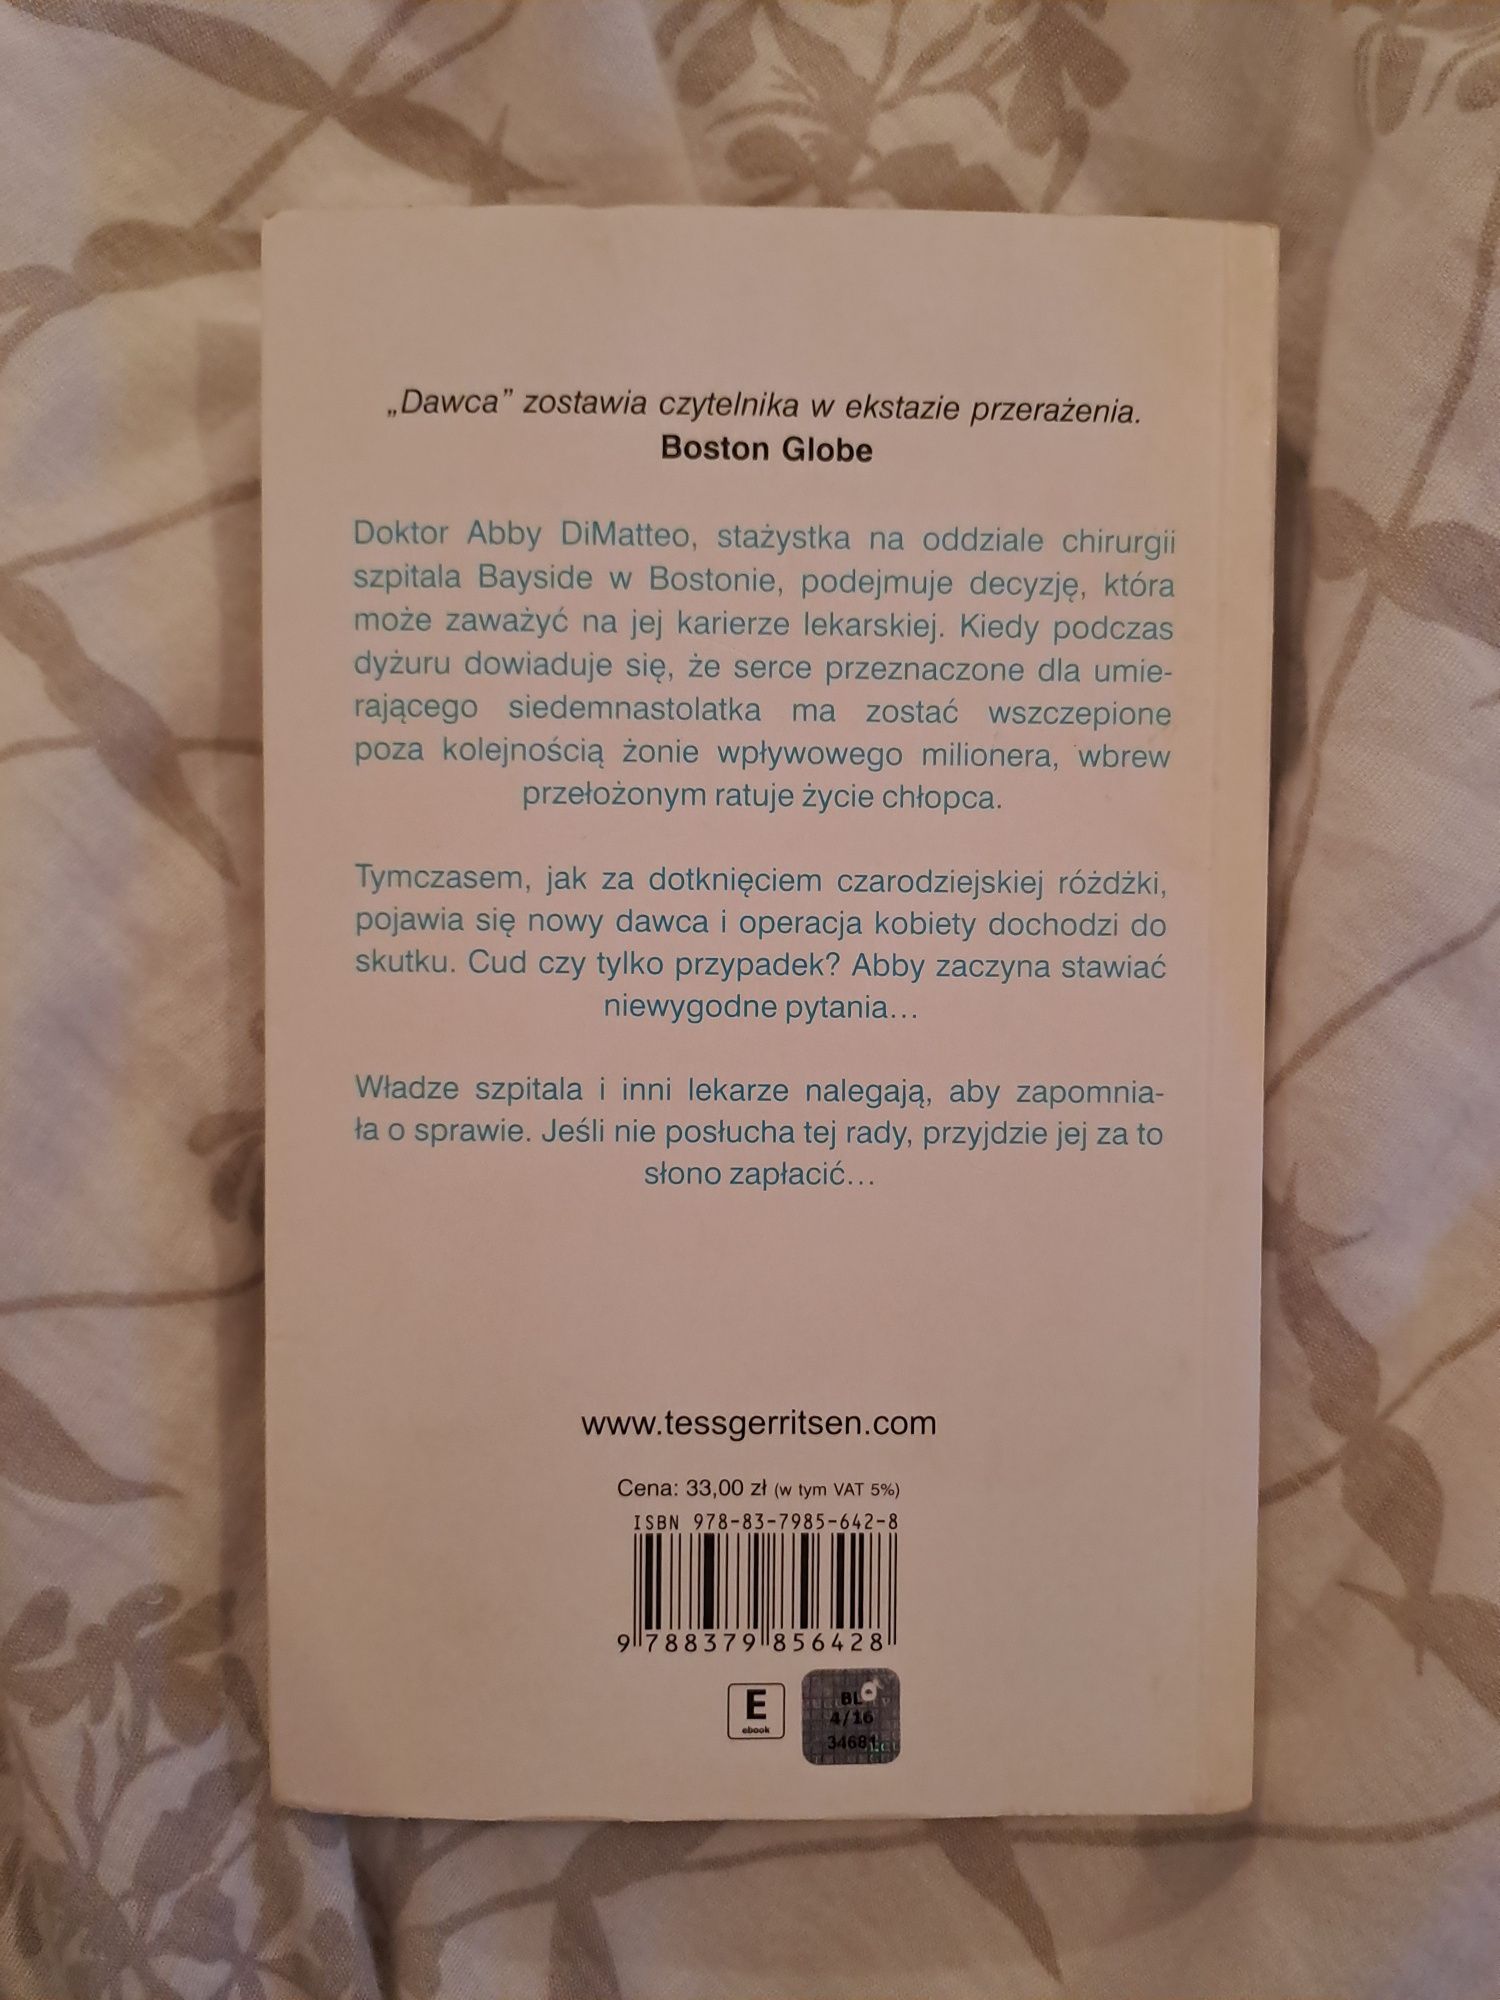 „Dawca” zostawia czytelnika w ekstazie przerażenia.
Boston Globe
Doktor Abby DiMatteo, stażystka na oddziale chirurgii
szpitala Bayside w Bostonie, podejmuje decyzję, która
może zaważyć na jej karierze lekarskiej. Kiedy podczas
dyżuru dowiaduje się, że serce przeznaczone dla umie-
rającego siedemnastolatka ma zostać wszczepione
poza kolejnością żonie wpływowego milionera, wbrew
przełożonym ratuje życie chłopca.
Tymczasem, jak za dotknięciem czarodziejskiej różdżki,
pojawia się nowy dawca i operacja kobiety dochodzi do
skutku. Cud czy tylko przypadek? Abby zaczyna stawiać
niewygodne pytania...
Władze szpitala i inni lekarze nalegają, aby zapomnia-
ła o sprawie. Jeśli nie posłucha tej rady, przyjdzie jej za to
słono zapłacić...
www.tessgerritsen.com
Cena: 33,00 zł (w tym VAT 5%)
ISBN 978-83-7985-642-8
9 788379 856428
E
ebook
4/16